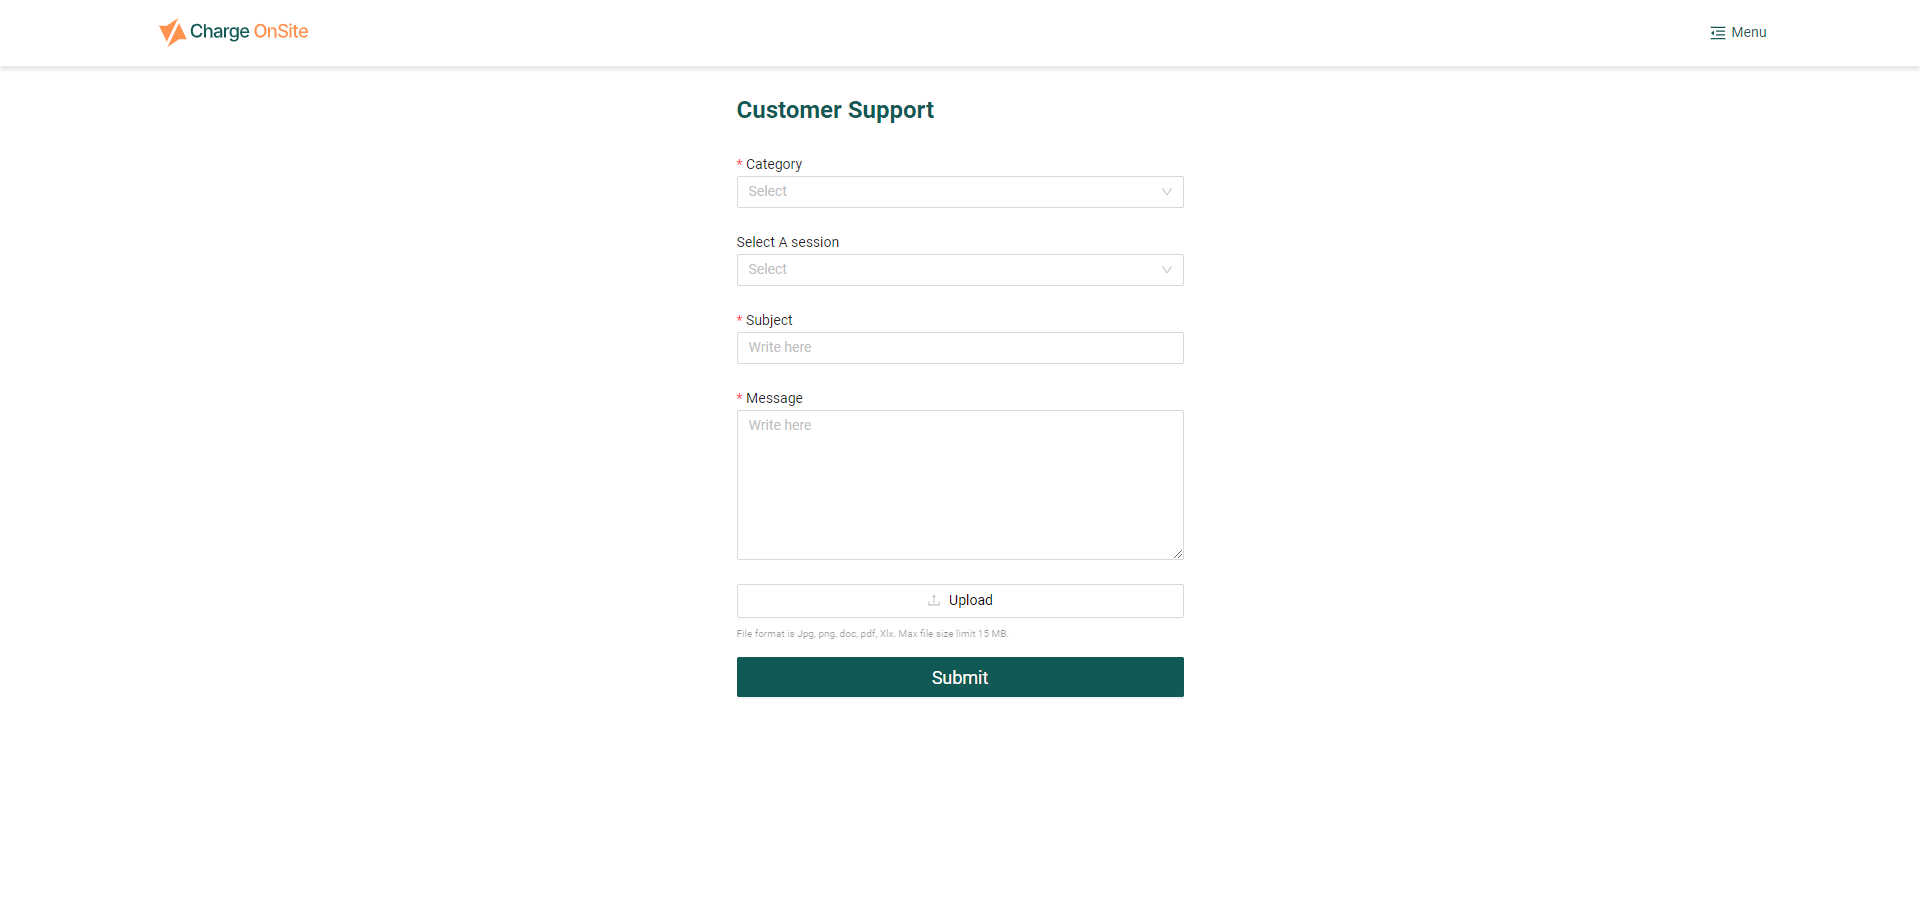 Charge OnSite
Menu
Customer Support
* Category
Select
Select A session
Select
* Subject
Write here
* Message
Write here
Upload
File format is Jpg, png, doc, pdf, Xlx. Max file size limit 15 MB.
Submit